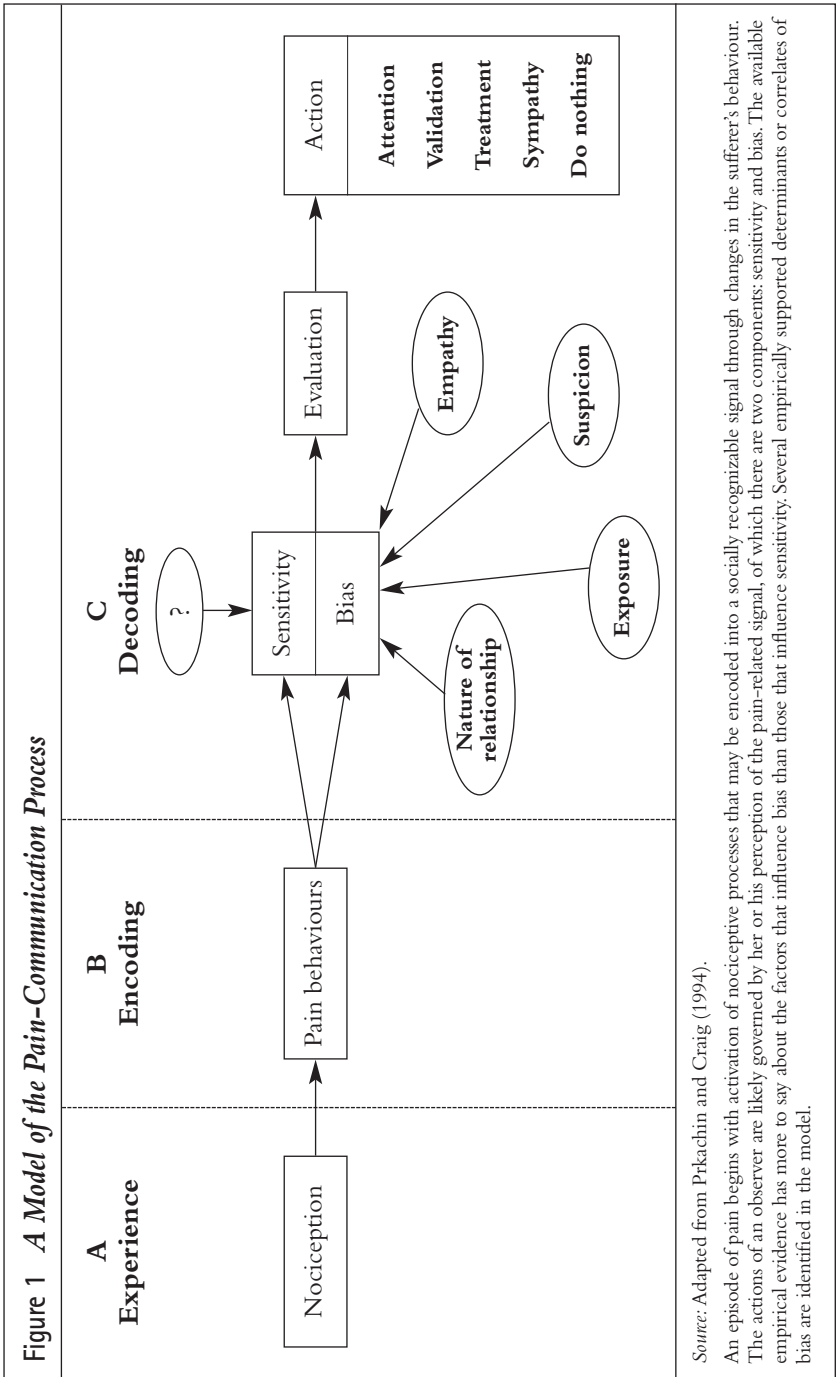 Figure 1 A Model of the Pain-Communication Process
A
Experience
Nociception
B
Encoding
Pain behaviours
C
Decoding
?
Sensitivity
Bias
Nature of
relationship
Exposure
Suspicion
Empathy
Evaluation
Action
Attention
Validation
Treatment
Sympathy
Do nothing
Source: Adapted from Prkachin and Craig (1994).
An episode of pain begins with activation of nociceptive processes that may be encoded into a socially recognizable signal through changes in the sufferer's behaviour.
The actions of an observer are likely governed by her or his perception of the pain-related signal, of which there are two components: sensitivity and bias. The available
empirical evidence has more to say about the factors that influence bias than those that influence sensitivity. Several empirically supported determinants or correlates of
bias are identified in the model.